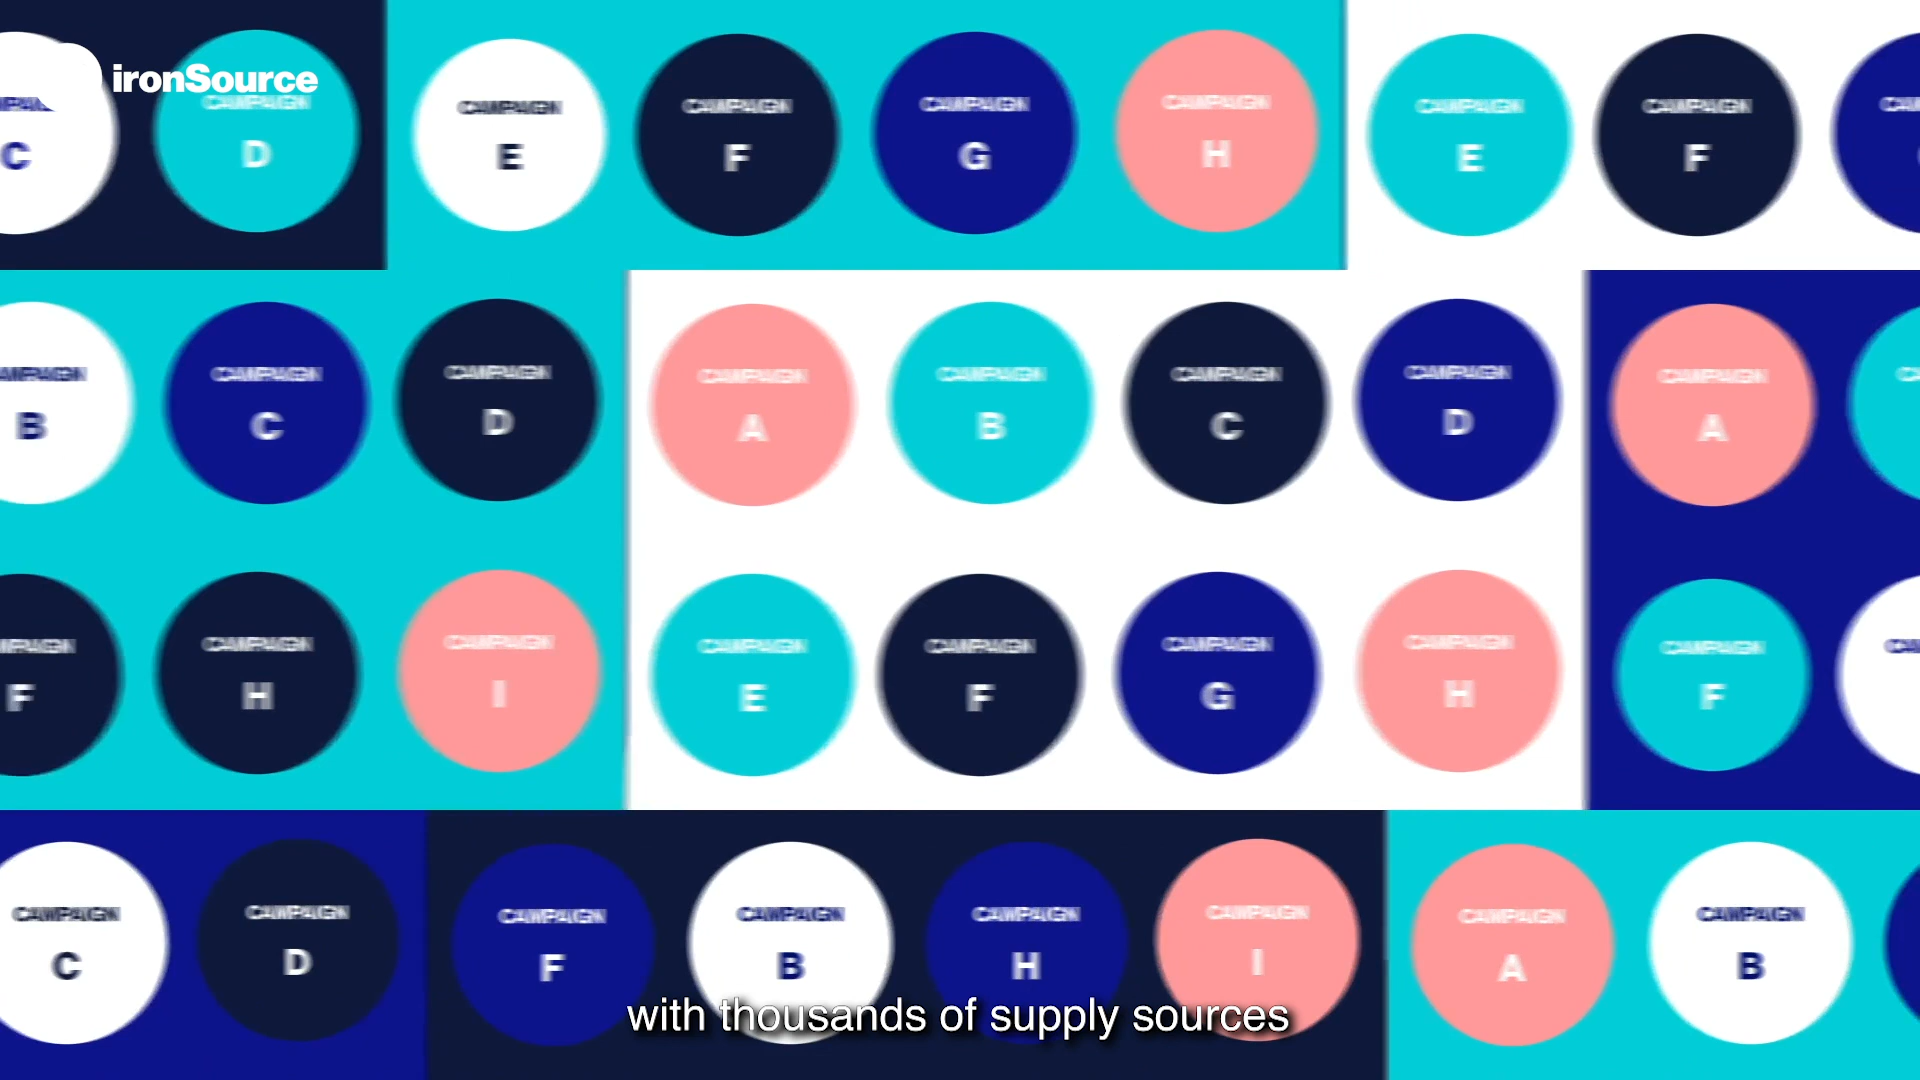 ironSource
CAMPAIGN CAMPAIGN CAMPAIGN CAMPAIGN CAMPAIGN CAMPAIGN CAMPAIGN
C D E F G H E F
CAMPAIGN CAMPAIGN CAMPAIGN CAMPAIGN CAMPAIGN CAMPAIGN CAMPAIGN
B C D A B C D A
CAMPAIGN CAMPAIGN CAMPAIGN CAMPAIGN CAMPAIGN CAMPAIGN CAMPAIGN
F H I E F G H F
CAMPAIGN CAMPAIGN CAMPAIGN CAMPAIGN CAMPAIGN CAMPAIGN CAMPAIGN CAMPAIGN
C D F B H I A B
with thousands of supply sources